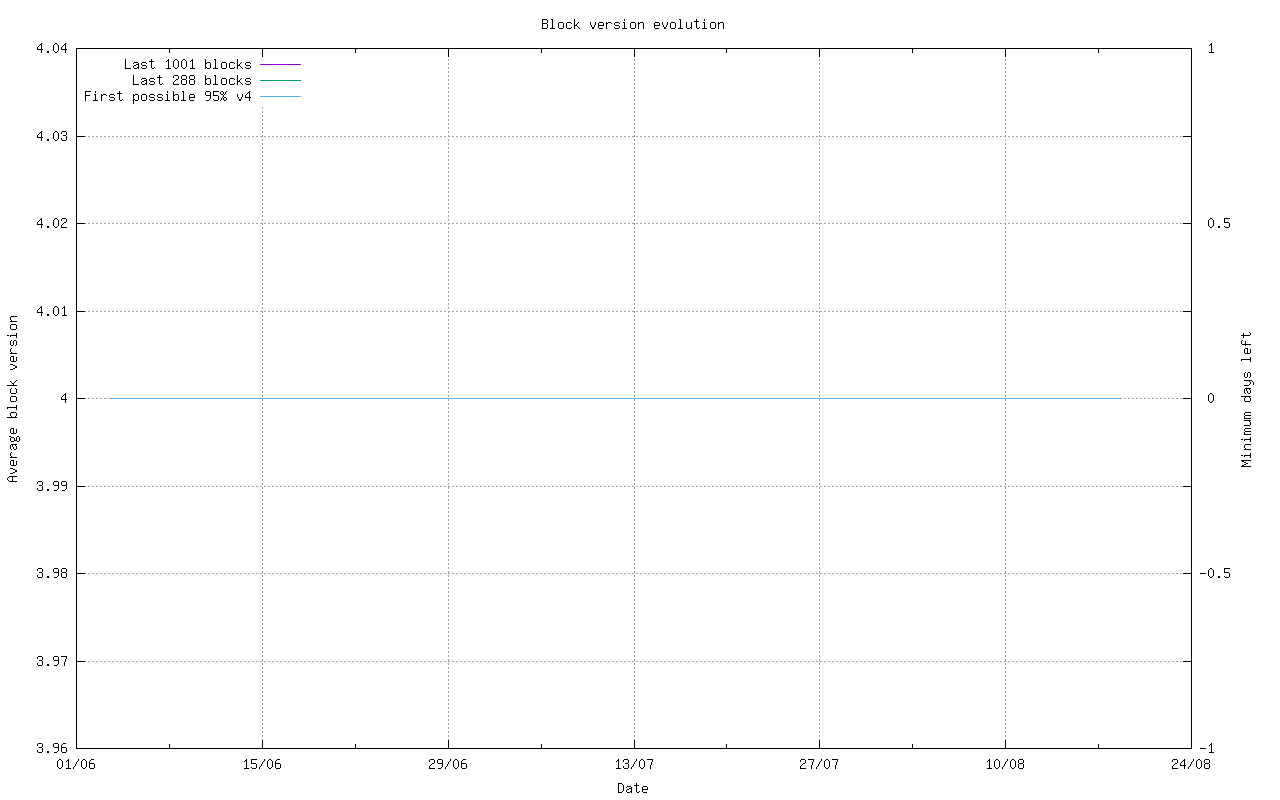 Block version evolution
4.04
4.03
4.02
4.01
4
3.99
3.98
3.97
3.96
Average block version
Last 1001 blocks
Last 288 blocks
First possible 95% v4
1
0.5
0
-0.5
-1
Minimum days left
01/06 15/06 29/06 13/07 27/07 10/08 24/08
Date